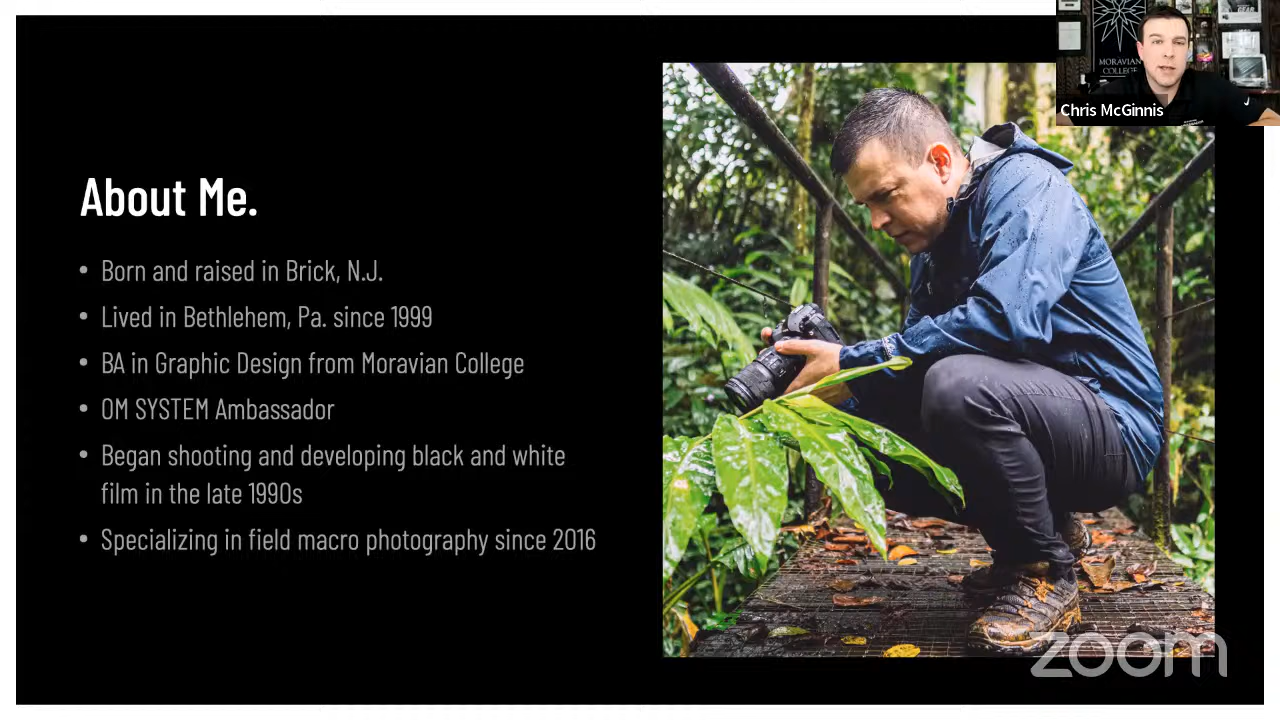 MORAVIAN
COLLEGE
Chris McGinnis
About Me.
• Born and raised in Brick, N.J.
• Lived in Bethlehem, Pa. since 1999
• BA in Graphic Design from Moravian College
• OM SYSTEM Ambassador
• Began shooting and developing black and white
film in the late 1990s
• Specializing in field macro photography since 2016
zoom